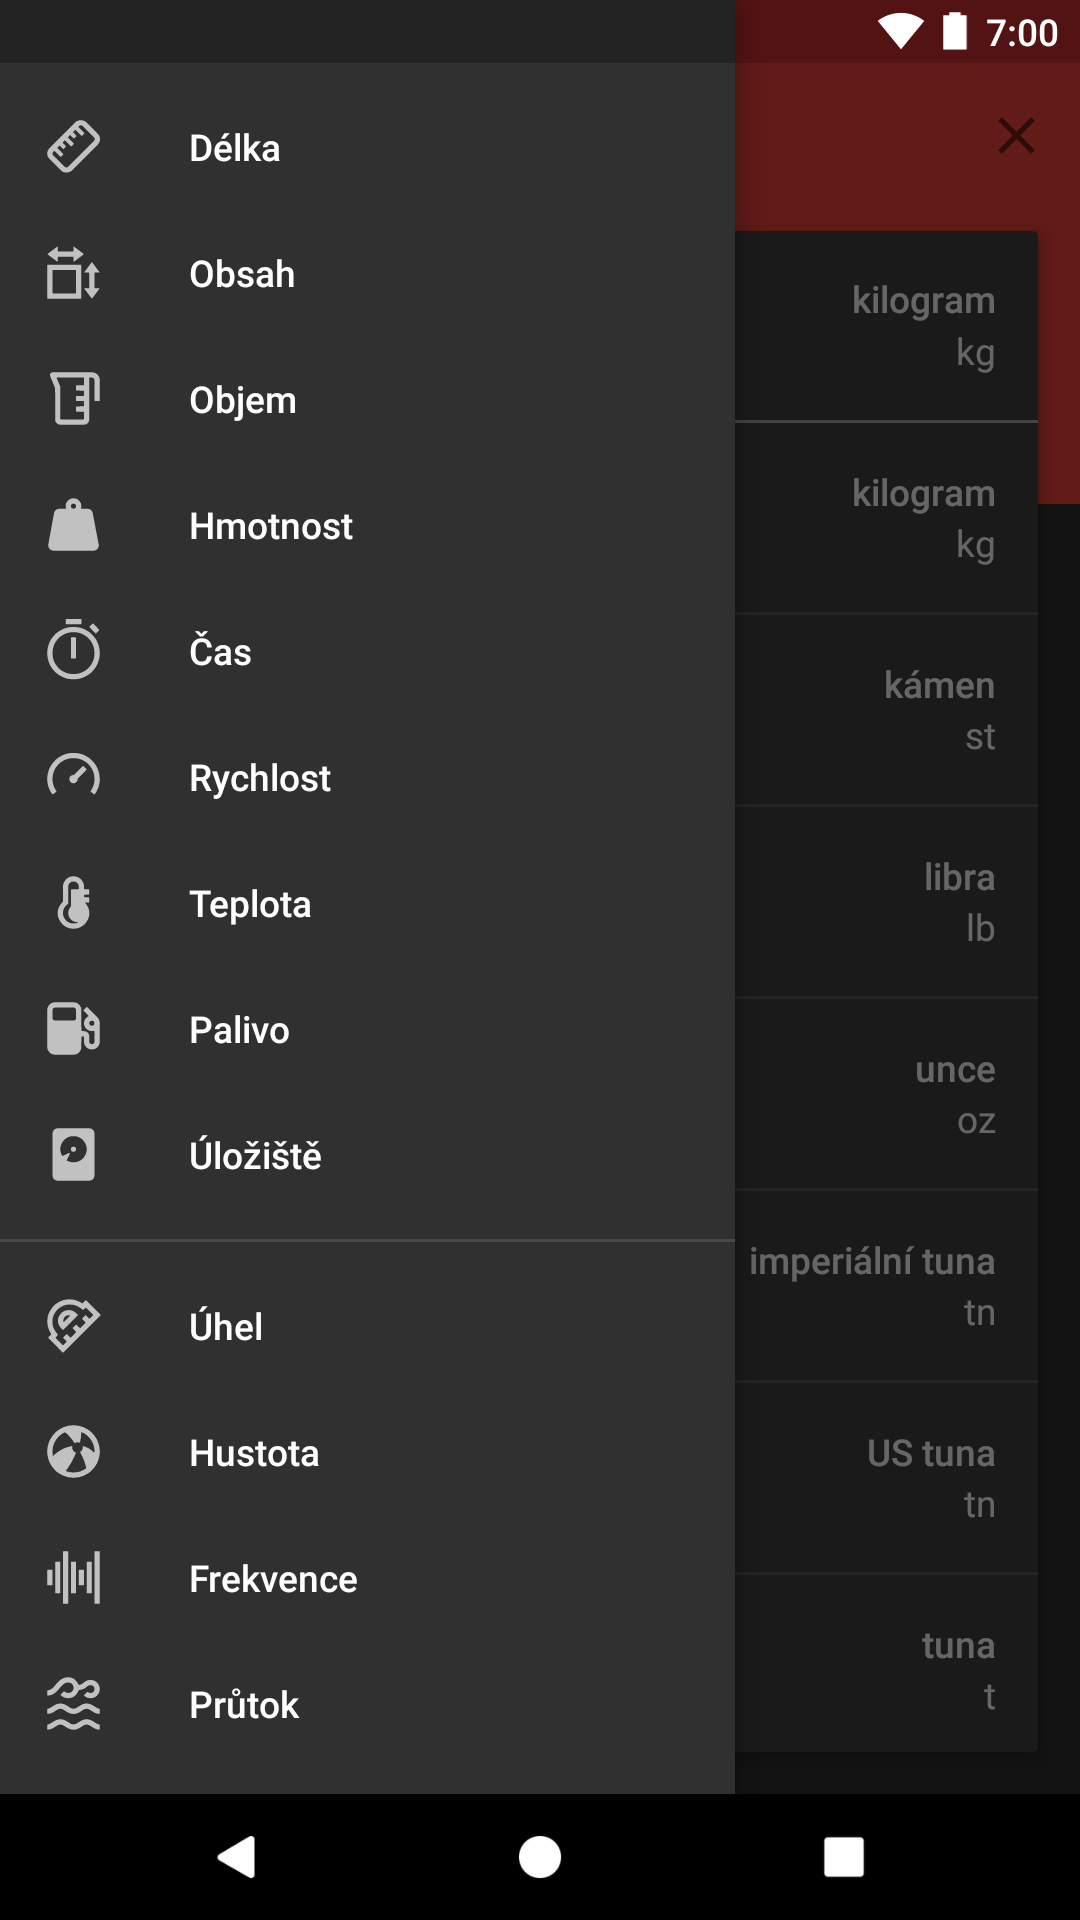 7:00
Délka
Obsah
Objem
Hmotnost
Čas
Rychlost
Teplota
Palivo
Úložiště
Úhel
Hustota
Frekvence
Průtok
kilogram
kg
kilogram
kg
kámen
st
libra
lb
unce
oz
imperiální tuna
tn
US tuna
tn
tuna
t